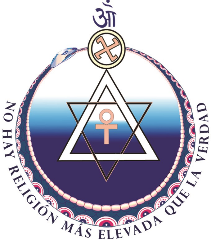 ॐ
NO HAY RELIGIÓN MÁS ELEVADA QUE LA VERDAD